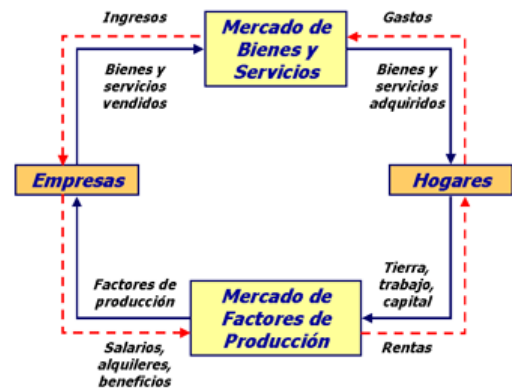 Ingresos
Mercado de
Bienes y
Servicios
Gastos
Bienes y
servicios
vendidos
Bienes y
servicios
adquiridos
Empresas
Hogares
Factores de
producción
Mercado de
Factores de
Producción
Tierra,
trabajo,
capital
Salarios,
alquileres,
beneficios
Rentas